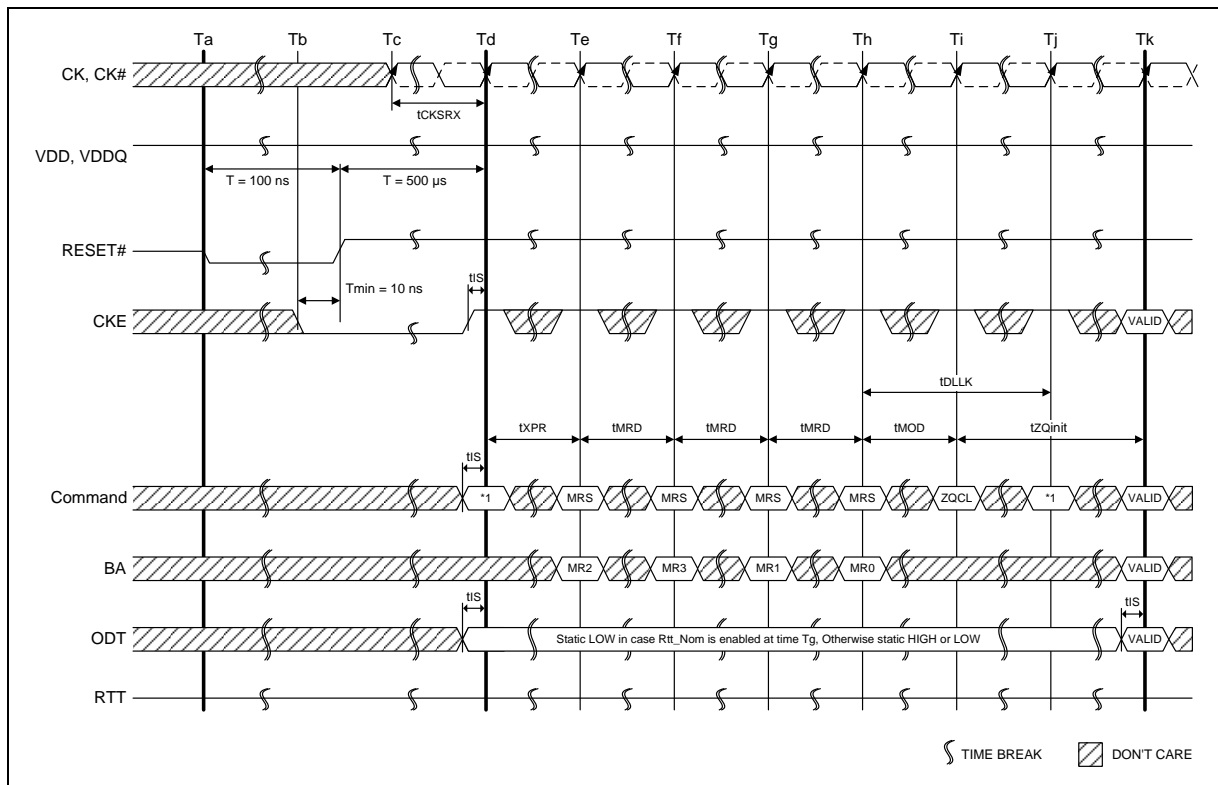 Ta Tb Tc Td Te Tf Tg Th Ti Tj Tk
CK, CK#
tCKSRX
VDD, VDDQ
T = 100 ns T = 500 µs
RESET#
tIS
Tmin = 10 ns
CKE
VALID
tDLLK
tXPR tMRD tMRD tMRD tMOD tZQinit
tIS
Command *1 MRS MRS MRS MRS ZQCL *1 VALID
BA MR2 MR3 MR1 MR0 VALID
tIS tIS
ODT Static LOW in case Rtt_Nom is enabled at time Tg, Otherwise static HIGH or LOW VALID
RTT
TIME BREAK DON'T CARE